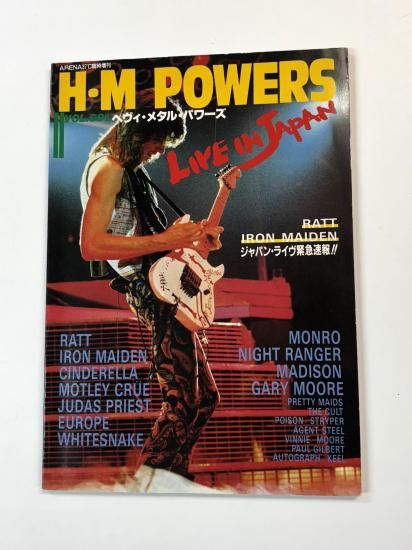 ARENA37℃臨時増刊
H·M POWERS
ヘヴィ・メタル・パワーズ
LIVE IN JAPAN
RATT
IRON MAIDEN
ジャパン・ライヴ緊急速報!!
RATT
IRON MAIDEN
CINDERELLA
MÖTLEY CRÜE
JUDAS PRIEST
EUROPE
WHITESNAKE
MONRO
NIGHT RANGER
MADISON
GARY MOORE
PRETTY MAIDS
THE CULT
POISON STRYPER
AGENT STEEL
VINNIE MOORE
PAUL GILBERT
AUTOGRAPH KEEL